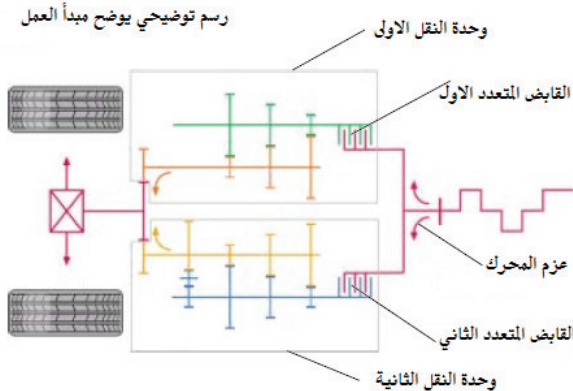 رسم توضيحي يوضح مبدأ العمل
وحدة النقل الاولى
القابض المتعدد الاول
عزم المحرك
القابض المتعدد الثاني
وحدة النقل الثانية